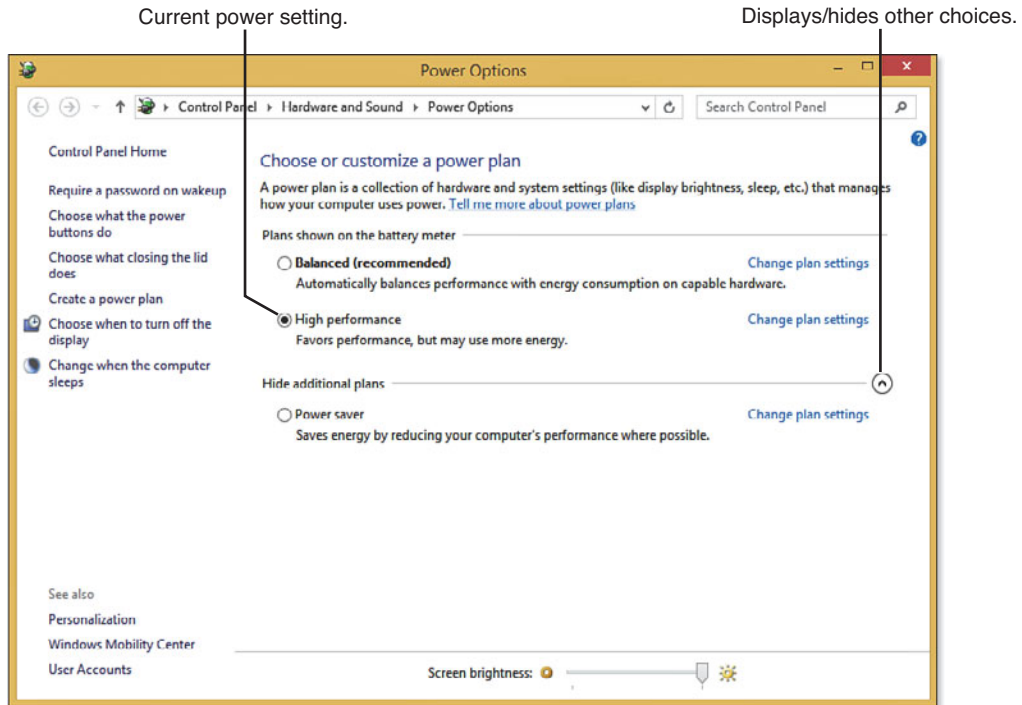 Current power setting.
Displays/hides other choices.
Power Options
Control Panel
Hardware and Sound
Power Options
Search Control Panel
Control Panel Home
Require a password on wakeup
Choose what the power
buttons do
Choose what closing the lid
does
Create a power plan
Choose when to turn off the
display
Change when the computer
sleeps
Choose or customize a power plan
A power plan is a collection of hardware and system settings (like display brightness, sleep, etc.) that manages
how your computer uses power. Tell me more about power plans
Plans shown on the battery meter
Balanced (recommended)
Change plan settings
Automatically balances performance with energy consumption on capable hardware.
High performance
Change plan settings
Favors performance, but may use more energy.
Hide additional plans
Power saver
Change plan settings
Saves energy by reducing your computer's performance where possible.
See also
Personalization
Windows Mobility Center
User Accounts
Screen brightness: